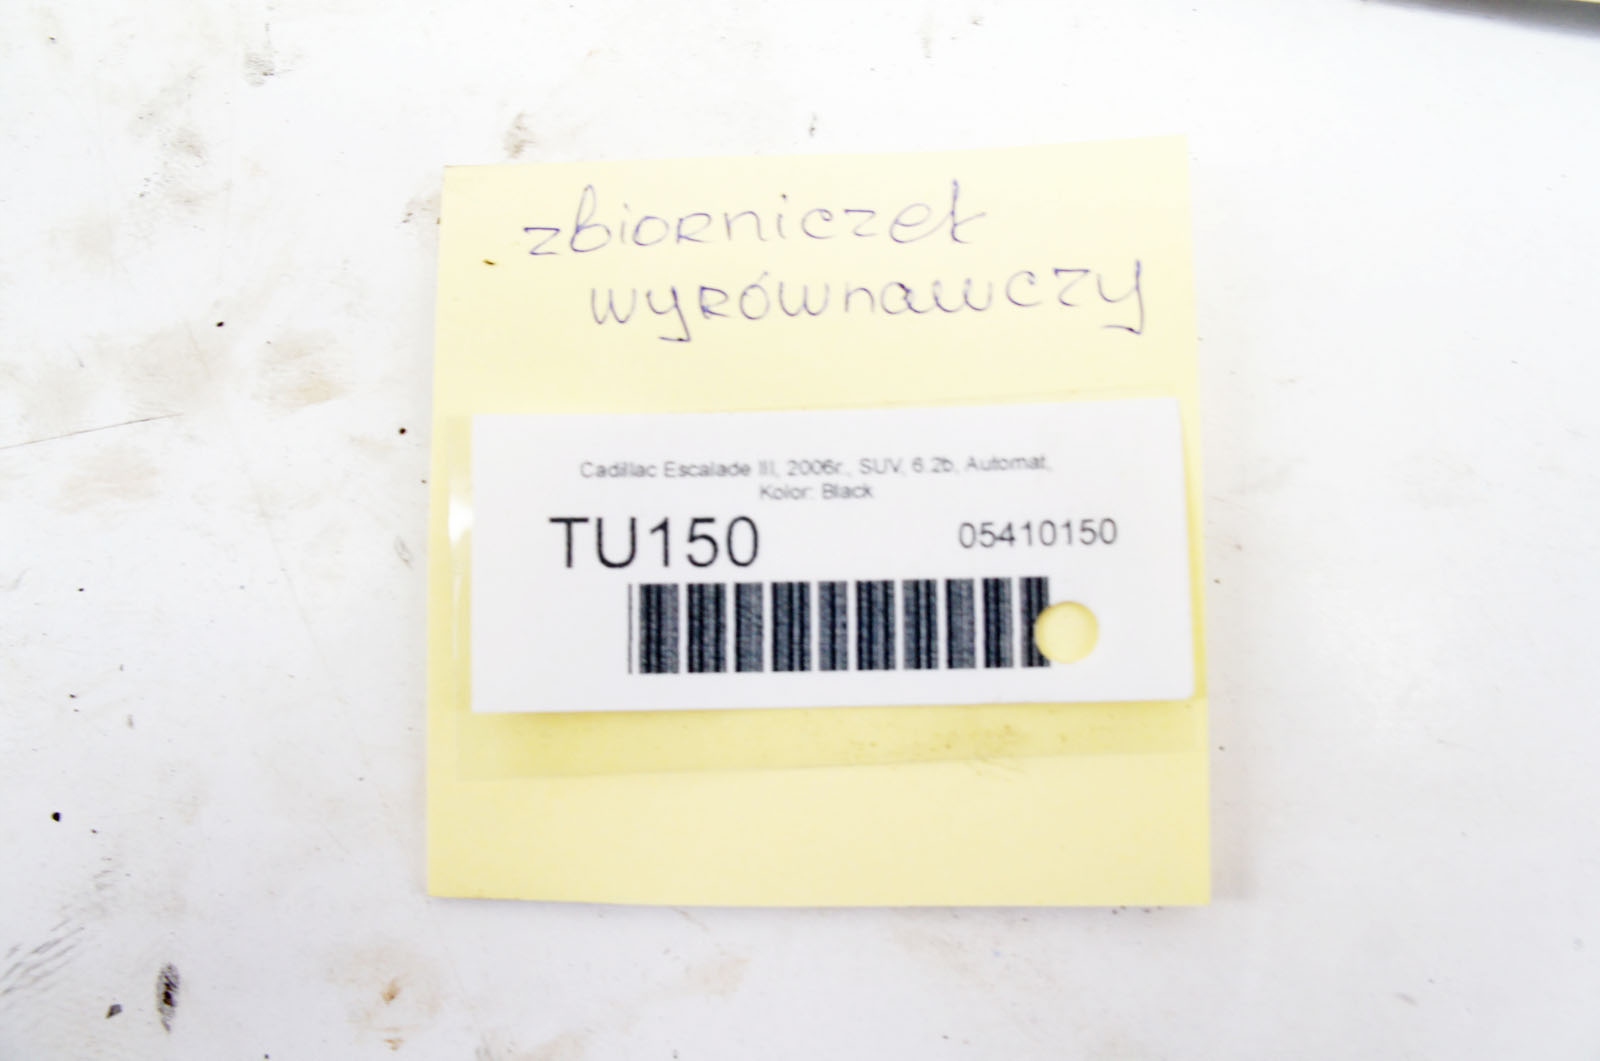 zbiorniczek
wyrównawczy
Cadillac Escalade III, 2006r., SUV, 6.2b, Automat,
Kolor: Black
TU150
05410150